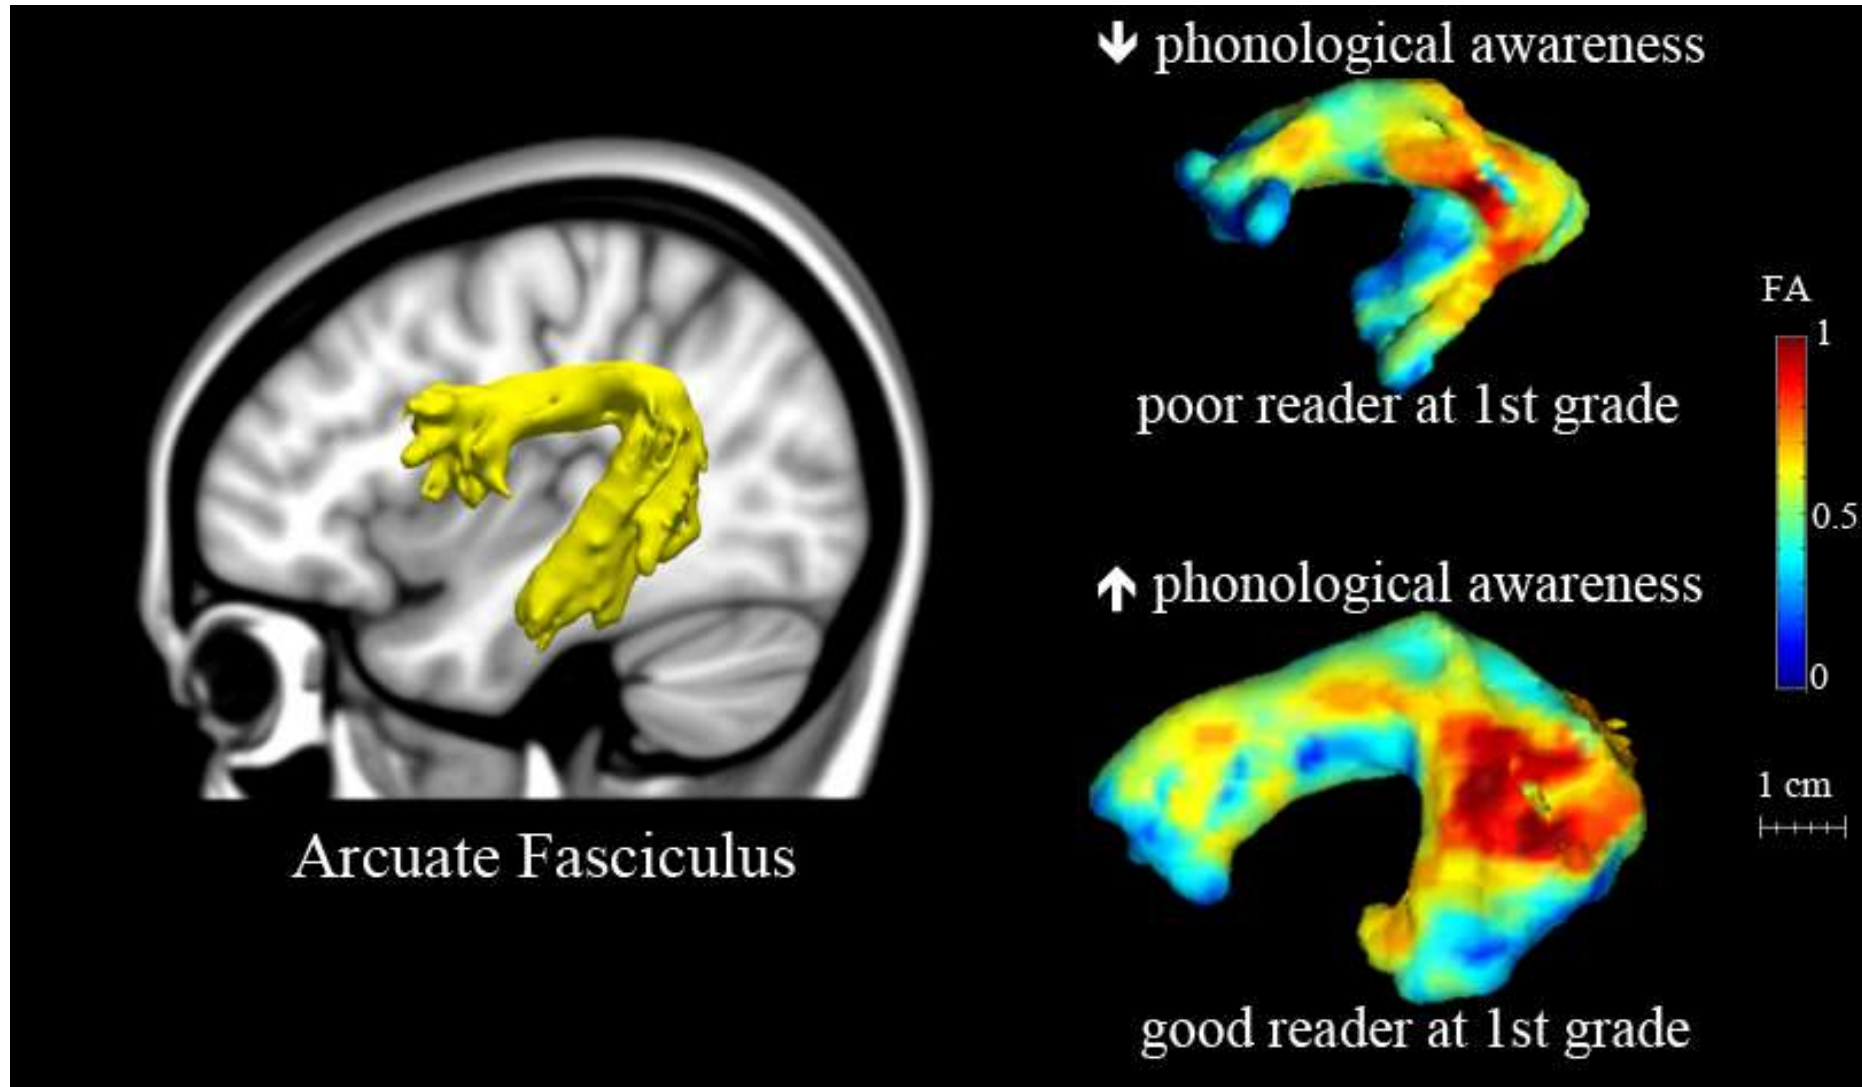 ↓ phonological awareness
poor reader at 1st grade
FA
1
0.5
0
↑ phonological awareness
1 cm
Arcuate Fasciculus
good reader at 1st grade